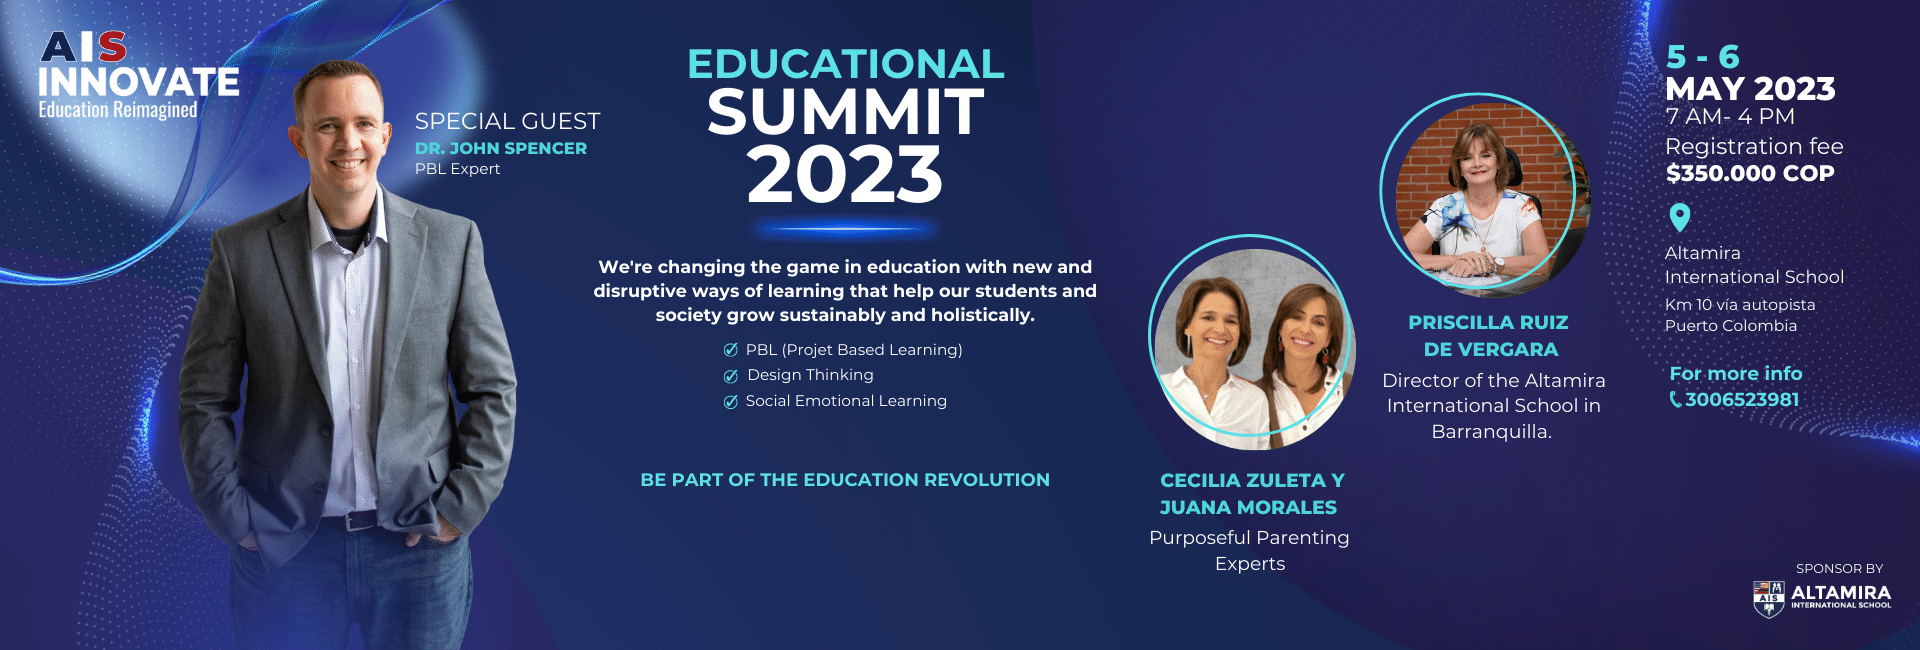 AIS
INNOVATE
Education Reimagined
SPECIAL GUEST
DR. JOHN SPENCER
PBL Expert
EDUCATIONAL
SUMMIT
2023
We're changing the game in education with new and
disruptive ways of learning that help our students and
society grow sustainably and holistically.
PBL (Projet Based Learning)
Design Thinking
Social Emotional Learning
BE PART OF THE EDUCATION REVOLUTION
CECILIA ZULETA Y
JUANA MORALES
Purposeful Parenting
Experts
PRISCILLA RUIZ
DE VERGARA
Director of the Altamira
International School in
Barranquilla.
5 - 6
MAY 2023
7 AM- 4 PM
Registration fee
$350.000 COP
Altamira
International School
Km 10 vía autopista
Puerto Colombia
For more info
3006523981
SPONSOR BY
AIS
ALTAMIRA
INTERNATIONAL SCHOOL